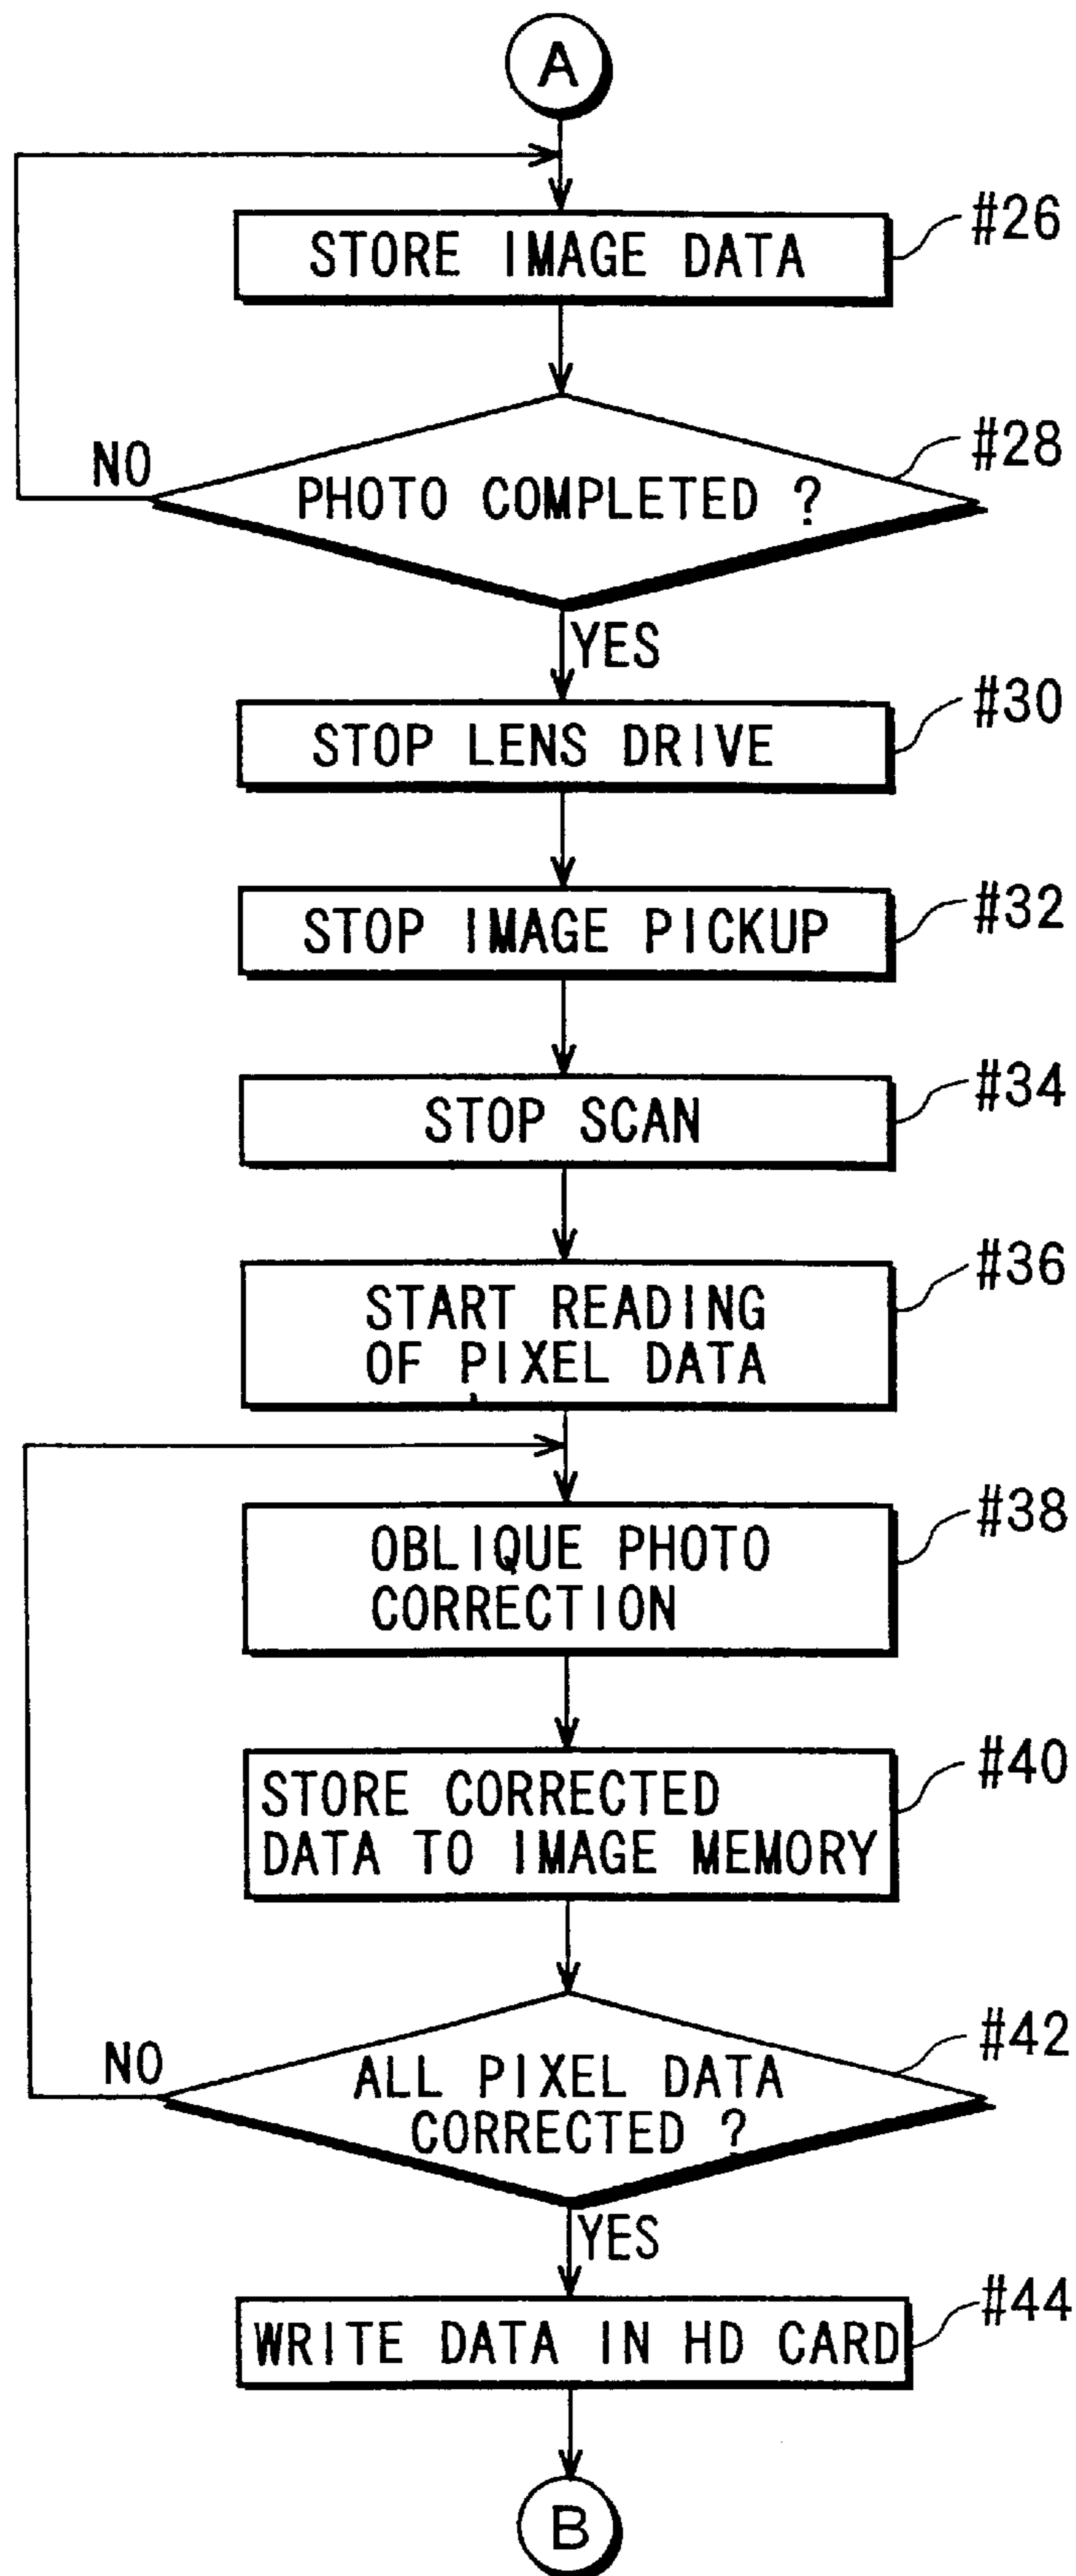 A
STORE IMAGE DATA
#26
NO
PHOTO COMPLETED ?
#28
YES
STOP LENS DRIVE
#30
STOP IMAGE PICKUP
#32
STOP SCAN
#34
START READING
OF PIXEL DATA
#36
OBLIQUE PHOTO
CORRECTION
#38
STORE CORRECTED
DATA TO IMAGE MEMORY
#40
NO
ALL PIXEL DATA
CORRECTED ?
#42
YES
WRITE DATA IN HD CARD
#44
B